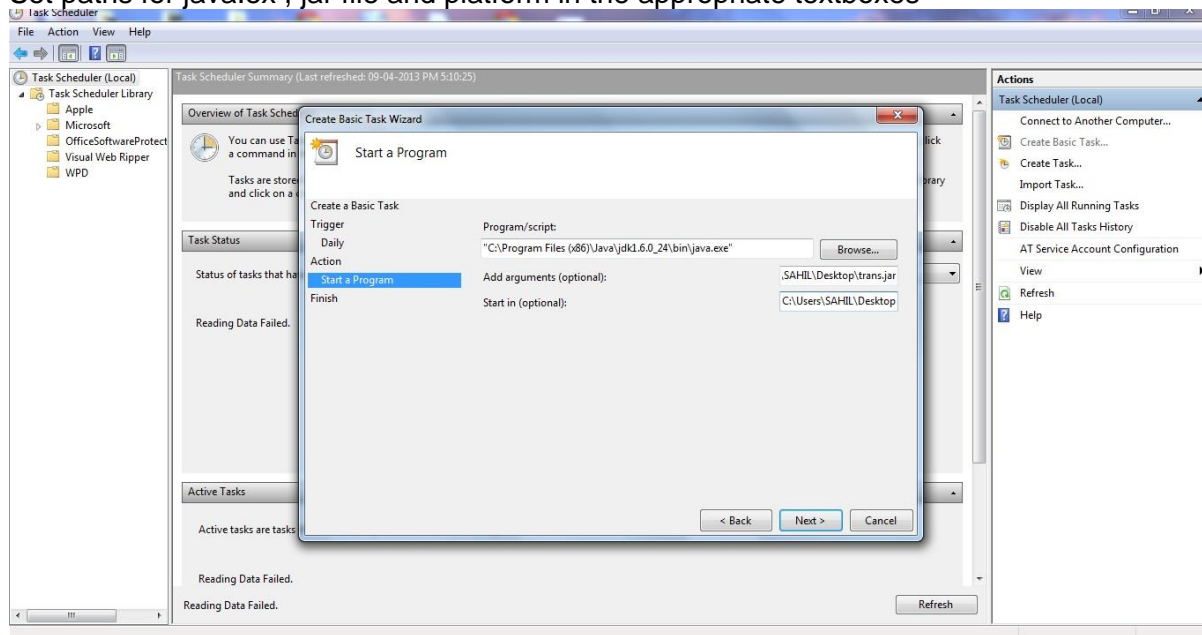 Set paths for javaTex , jar file and platform in the appropriate textboxes
Task Scheduler
File Action View Help
Task Scheduler (Local)
Task Scheduler Library
Apple
Microsoft
OfficeSoftwareProtect
Visual Web Ripper
WPD
Task Scheduler Summary (Last refreshed: 09-04-2013 PM 5:10:25)
Overview of Task Sched
You can use Ta
a command in
lick
Tasks are store
and click on a
brary
Task Status
Status of tasks that ha
Reading Data Failed.
Active Tasks
Active tasks are tasks
Reading Data Failed.
Reading Data Failed.
Refresh
Create Basic Task Wizard
Start a Program
Create a Basic Task
Trigger
Daily
Action
Start a Program
Finish
Program/script:
"C:\Program Files (x86)\Java\jdk1.6.0_24\bin\java.exe"
Browse...
Add arguments (optional):
.SAHIL\Desktop\trans.jar
Start in (optional):
C:\Users\SAHIL\Desktop
< Back
Next >
Cancel
Actions
Task Scheduler (Local)
Connect to Another Computer...
Create Basic Task...
Create Task...
Import Task...
Display All Running Tasks
Disable All Tasks History
AT Service Account Configuration
View
Refresh
Help